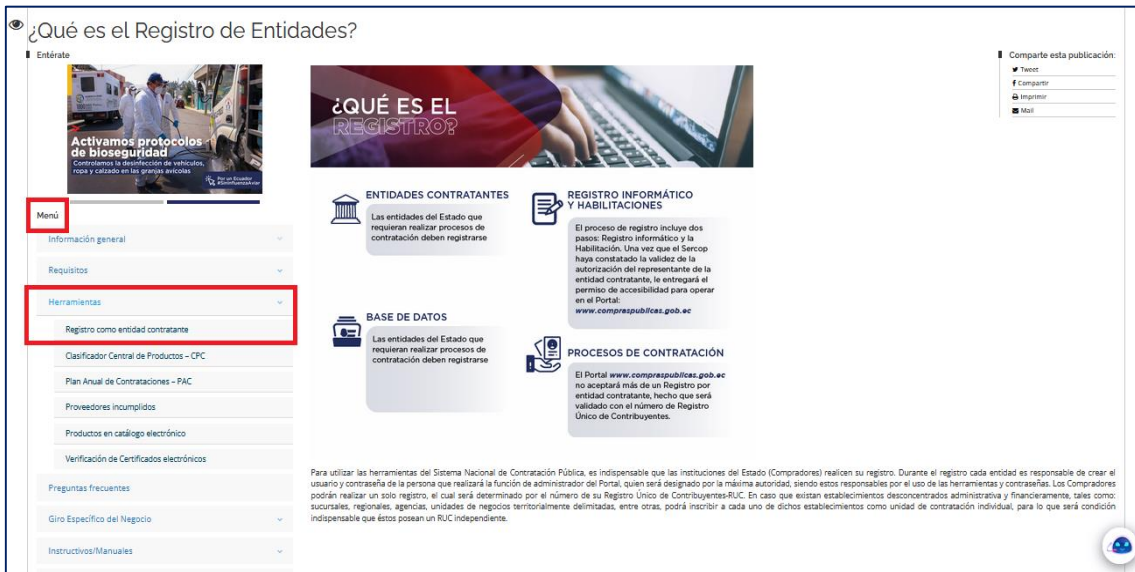 ¿Qué es el Registro de Entidades?
Entérate
Activamos protocolos
de bioseguridad
Controlamos la desinfección de vehículos,
ropa y calzado en las granjas avícolas
Por un Ecuador
#SinInfluenzaAviar
Menú
Información general
Requisitos
Herramientas
Registro como entidad contratante
Clasificador Central de Productos – CPC
Plan Anual de Contrataciones – PAC
Proveedores incumplidos
Productos en catálogo electrónico
Verificación de Certificados electrónicos
Preguntas frecuentes
Giro Específico del Negocio
Instructivos/Manuales
¿QUÉ ES EL
REGISTRO?
ENTIDADES CONTRATANTES
Las entidades del Estado que
requieran realizar procesos de
contratación deben registrarse
REGISTRO INFORMÁTICO
Y HABILITACIONES
El proceso de registro incluye dos
pasos: Registro informático y la
Habilitación. Una vez que el Sercop
haya constatado la validez de la
autorización del representante de la
entidad contratante, le entregará el
permiso de accesibilidad para operar
en el Portal:
www.compraspublicas.gob.ec
BASE DE DATOS
Las entidades del Estado que
requieran realizar procesos de
contratación deben registrarse
PROCESOS DE CONTRATACIÓN
El Portal www.compraspublicas.gob.ec
no aceptará más de un Registro por
entidad contratante, hecho que será
validado con el número de Registro
Único de Contribuyentes.
Para utilizar las herramientas del Sistema Nacional de Contratación Pública, es indispensable que las instituciones del Estado (Compradores) realicen su registro. Durante el registro cada entidad es responsable de crear el
usuario y contraseña de la persona que realizará la función de administrador del Portal, quien será designado por la máxima autoridad, siendo estos responsables por el uso de las herramientas y contraseñas. Los Compradores
podrán realizar un solo registro, el cual será determinado por el número de su Registro Único de Contribuyentes-RUC. En caso que existan establecimientos desconcentrados administrativa y financieramente, tales como:
sucursales, regionales, agencias, unidades de negocios territorialmente delimitadas, entre otras, podrá inscribir a cada uno de dichos establecimientos como unidad de contratación individual, para lo que será condición
indispensable que éstos posean un RUC independiente.
Comparte esta publicación:
Tweet
Compartir
Imprimir
Mail